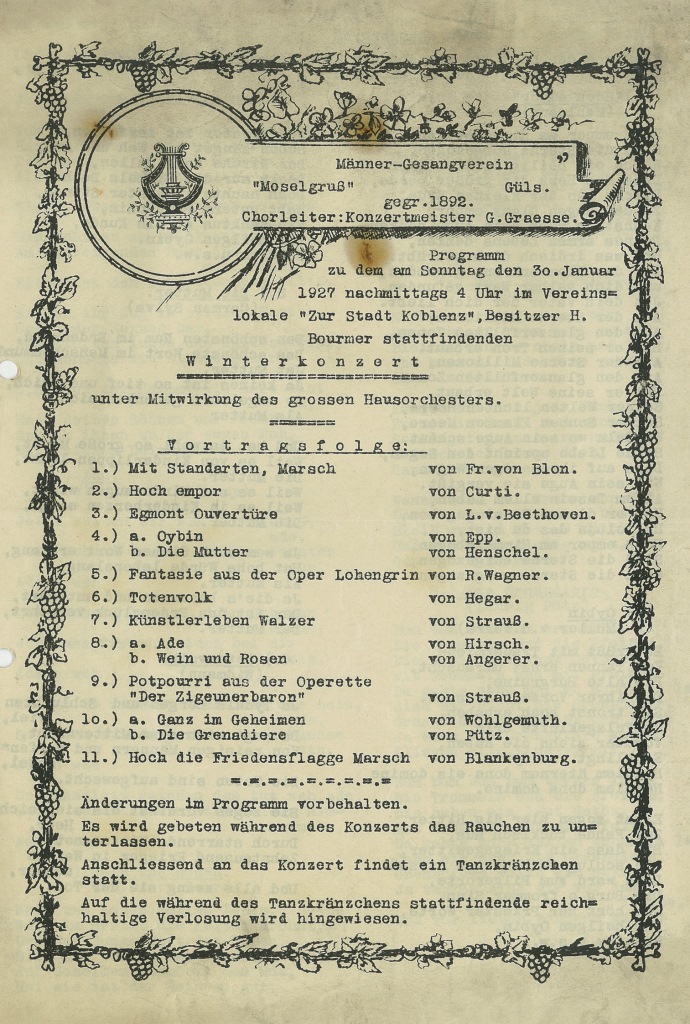 Männer-Gesangverein "
"Moselgruß" Güls.
gegr.1892.
Chorleiter:Konzertmeister G.Graesse.
Programm
zu dem am Sonntag den 3o.Januar
1927 nachmittags 4 Uhr im Vereins=
lokale "Zur Stadt Koblenz",Besitzer H.
Bourmer stattfindenden
Winterkonzert
unter Mitwirkung des grossen Hausorchesters.
Vortragsfolge:
1.) Mit Standarten, Marsch von Fr.von Blon.
2.) Hoch empor von Curti.
3.) Egmont Ouvertüre von L.v.Beethoven.
4.) a. Oybin von Epp.
b. Die Mutter von Henschel.
5.) Fantasie aus der Oper Lohengrin von R.Wagner.
6.) Totenvolk von Hegar.
7.) Künstlerleben Walzer von Strauß.
8.) a. Ade von Hirsch.
b. Wein und Rosen von Angerer.
9.) Potpourri aus der Operette
"Der Zigeunerbaron" von Strauß.
1o.) a. Ganz im Geheimen von Wohlgemuth.
b. Die Grenadiere von Pütz.
11.) Hoch die Friedensflagge Marsch von Blankenburg.
=.=.=.=.=.=.=.=.=
Änderungen im Programm vorbehalten.
Es wird gebeten während des Konzerts das Rauchen zu un=
terlassen.
Anschliessend an das Konzert findet ein Tanzkränzchen
statt.
Auf die während des Tanzkränzchens stattfindende reich=
haltige Verlosung wird hingewiesen.